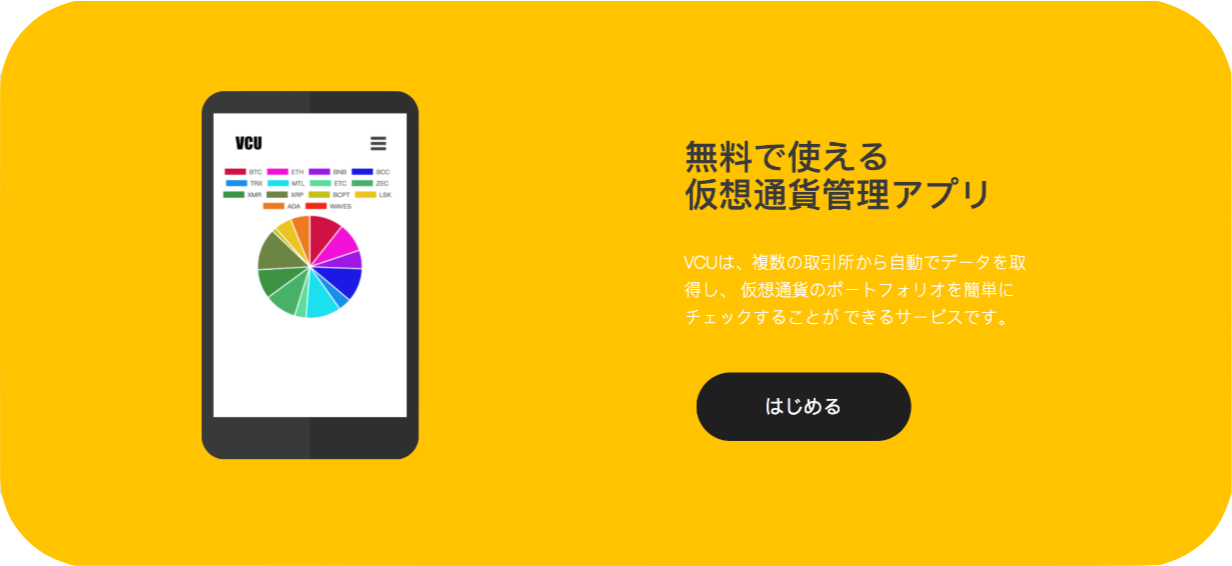 VCU
BTC ETH BNB BCC
TRX MTL ETC ZEC
XMR XRP BCPT LSK
ADA WAVES
無料で使える
仮想通貨管理アプリ
VCUは、複数の取引所から自動でデータを取
得し、 仮想通貨のポートフォリオを簡単に
チェックすることが できるサービスです。
はじめる